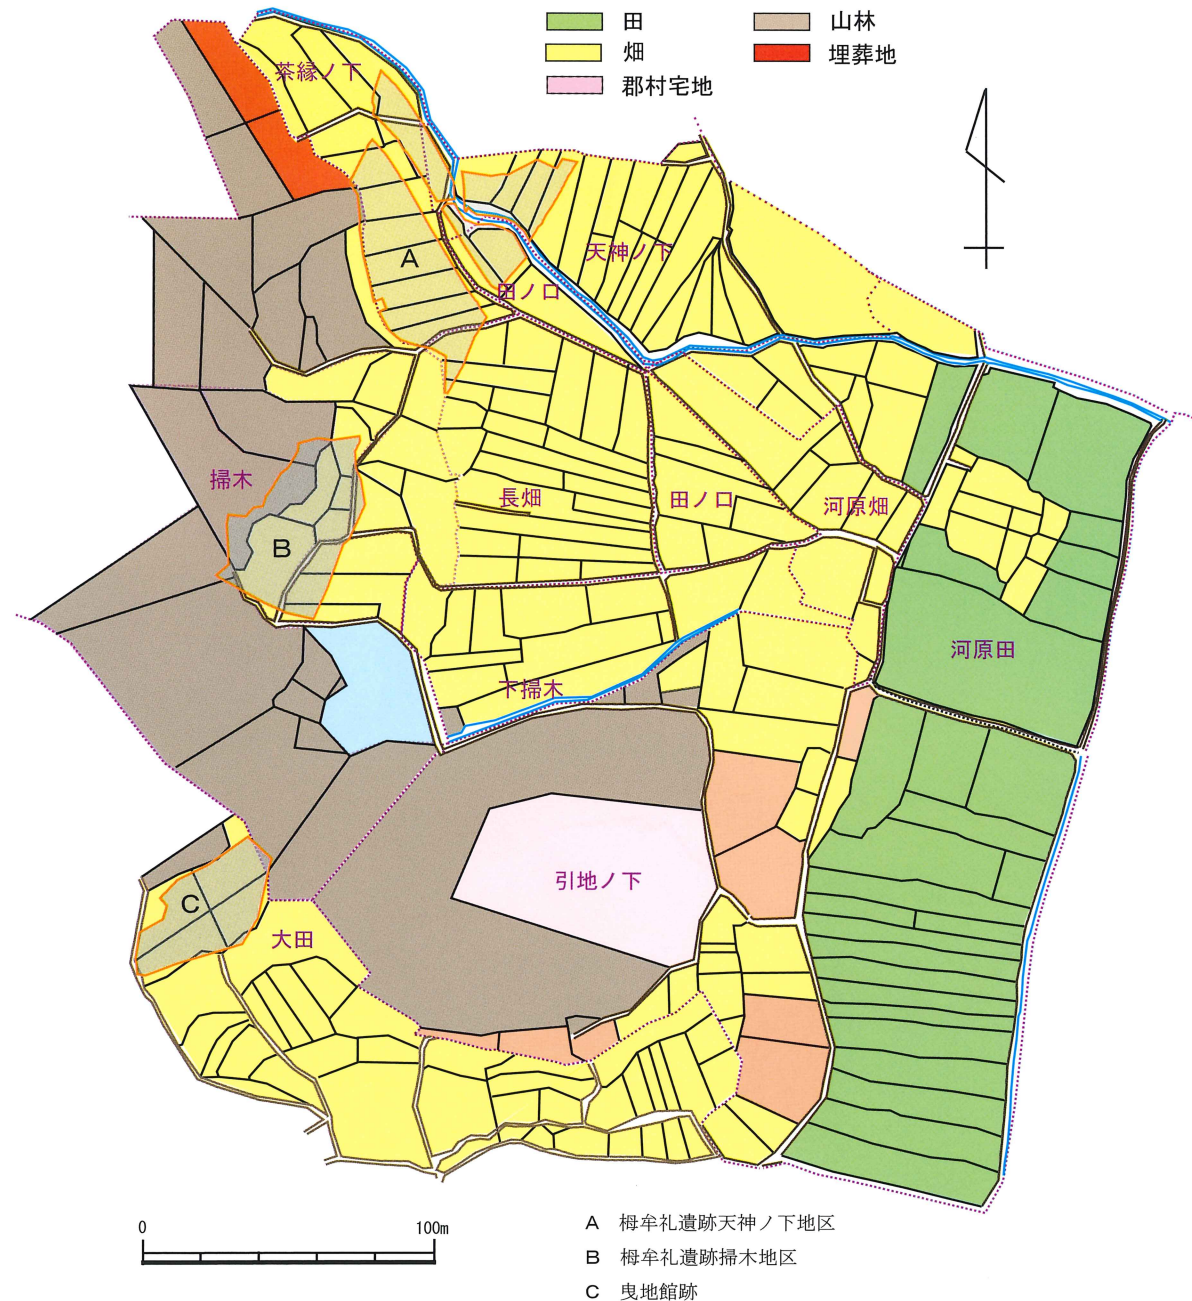 田
畑
郡村宅地
山林
埋葬地
茶縁ノ下
天神ノ下
A
田ノ口
掃木
長畑
田ノ口
河原畑
B
河原田
下掃木
引地ノ下
C
大田
0 100m
A 栂牟礼遺跡天神ノ下地区
B 栂牟礼遺跡掃木地区
C 曳地館跡